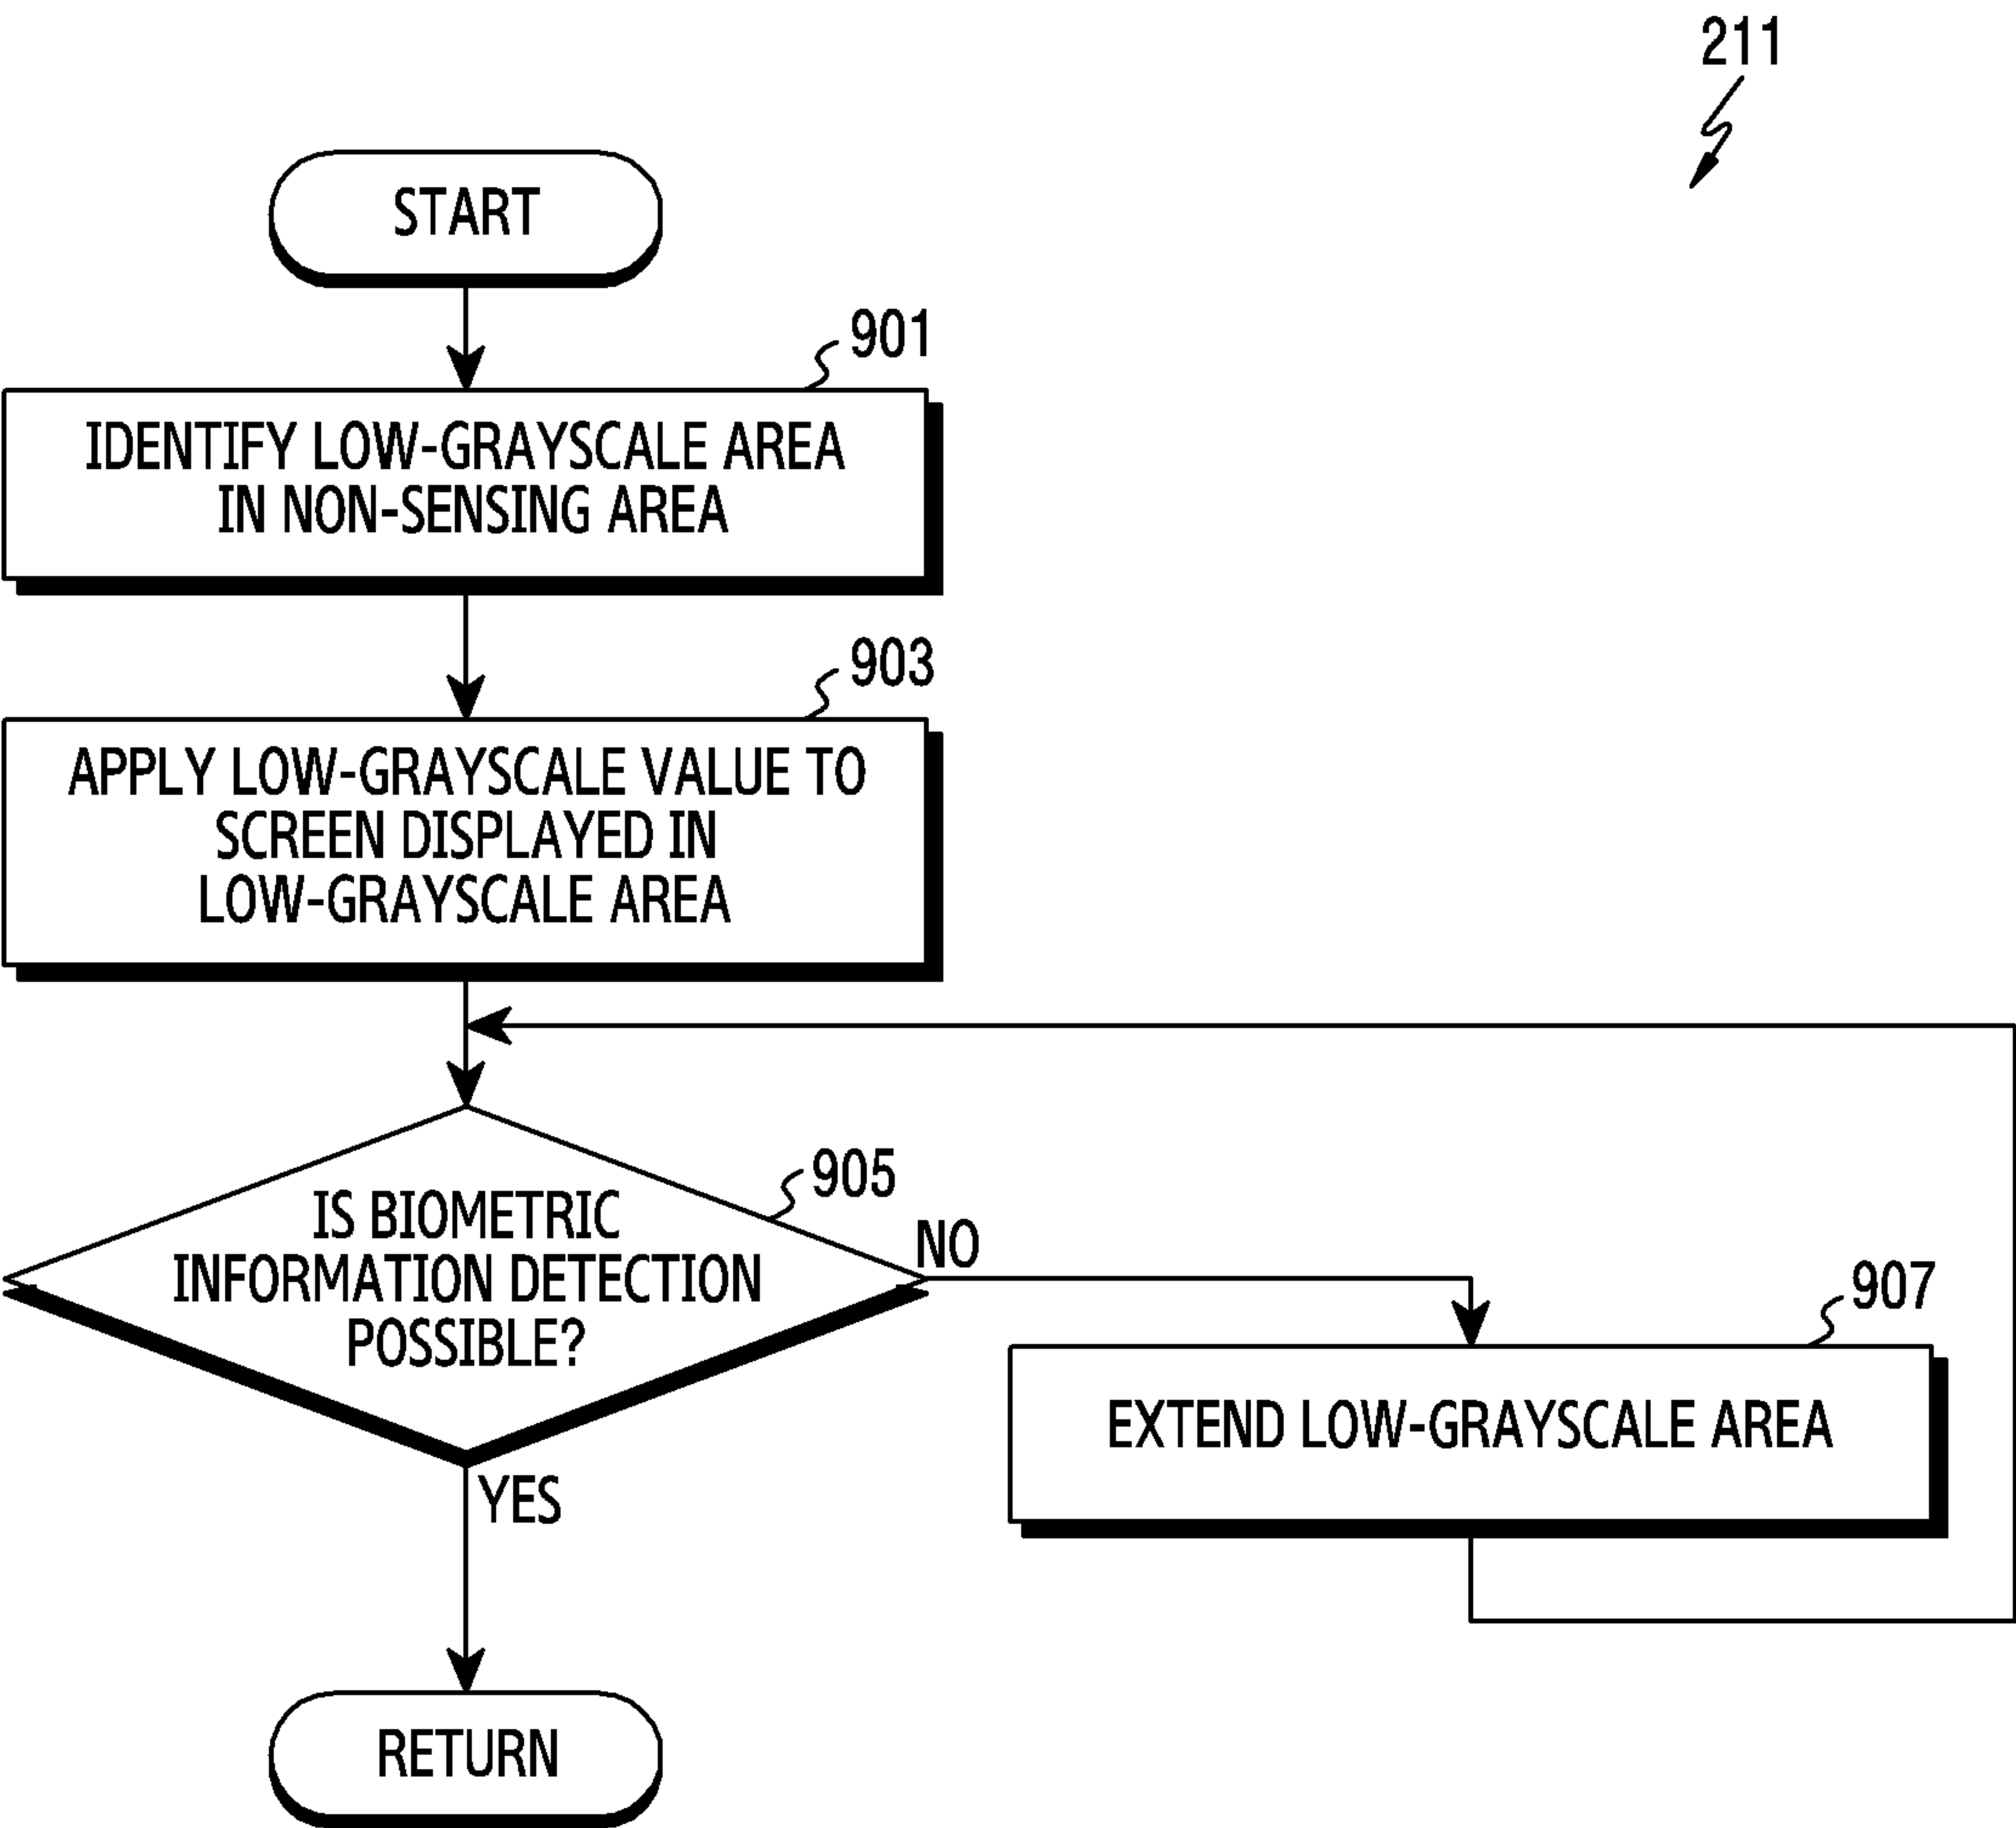 211
START
901
IDENTIFY LOW-GRAYSCALE AREA
IN NON-SENSING AREA
903
APPLY LOW-GRAYSCALE VALUE TO
SCREEN DISPLAYED IN
LOW-GRAYSCALE AREA
905
IS BIOMETRIC
INFORMATION DETECTION
POSSIBLE?
NO
907
EXTEND LOW-GRAYSCALE AREA
YES
RETURN